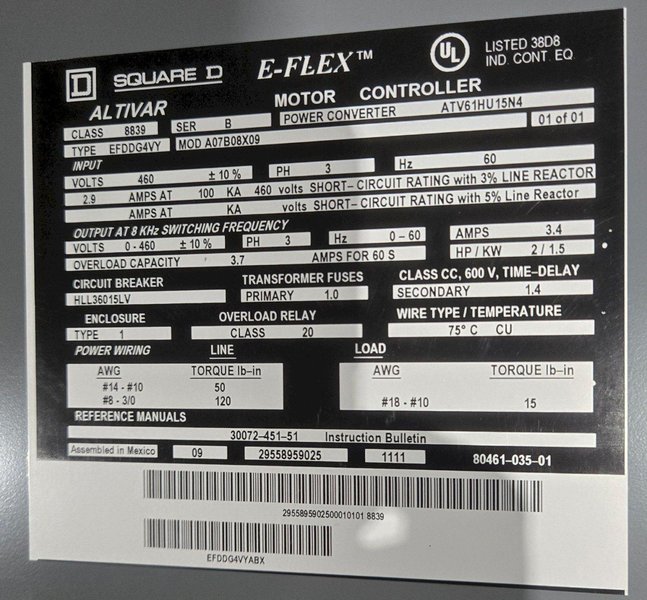 SQUARE D E-FLEX™ UL LISTED 38D8
IND. CONT EQ.
ALTIVAR MOTOR CONTROLLER
CLASS 8839 SER B POWER CONVERTER ATV61HU15N4
TYPE EFDDG4VY MOD A07B08X09 01 of 01
INPUT
VOLTS 460 ± 10% PH 3 Hz 60
2.9 AMPS AT 100 KA 460 volts SHORT-CIRCUIT RATING with 3% LINE REACTOR
AMPS AT KA volts SHORT-CIRCUIT RATING with 5% Line Reactor
OUTPUT AT 8 KHz SWITCHING FREQUENCY
VOLTS 0-460 ± 10% PH 3 Hz 0-60 AMPS 3.4
OVERLOAD CAPACITY 3.7 AMPS FOR 60 S HP / KW 2 / 1.5
CIRCUIT BREAKER TRANSFORMER FUSES CLASS CC, 600 V, TIME-DELAY
HLL36015LV PRIMARY 1.0 SECONDARY 1.4
ENCLOSURE OVERLOAD RELAY WIRE TYPE / TEMPERATURE
TYPE 1 CLASS 20 75° C CU
POWER WIRING LINE LOAD
AWG TORQUE lb-in AWG TORQUE lb-in
#14 - #10 50
#8 - 3/0 120 #18 - #10 15
REFERENCE MANUALS
30072-451-51 Instruction Bulletin
Assembled in Mexico 09 29558959025 1111 80461-035-01
2955895902500010101 8839
EFDDG4VYABX